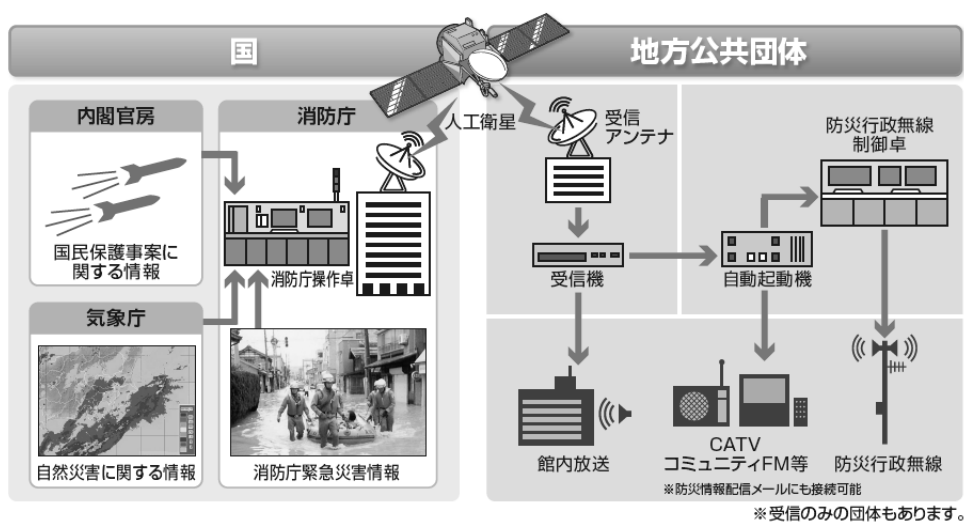 国
地方公共団体
内閣官房
国民保護事案に
関する情報
気象庁
自然災害に関する情報
消防庁
消防庁操作卓
消防庁緊急災害情報
人工衛星
受信
アンテナ
受信機
自動起動機
防災行政無線
制御卓
館内放送
CATV
コミュニティFM等
※防災情報配信メールにも接続可能
防災行政無線
※受信のみの団体もあります。